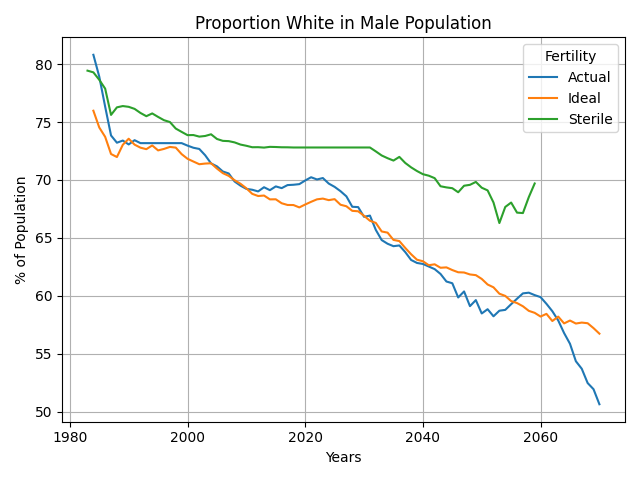 Proportion White in Male Population
Fertility
Actual
Ideal
Sterile
% of Population
80
75
70
65
60
55
50
1980
2000
2020
2040
2060
Years